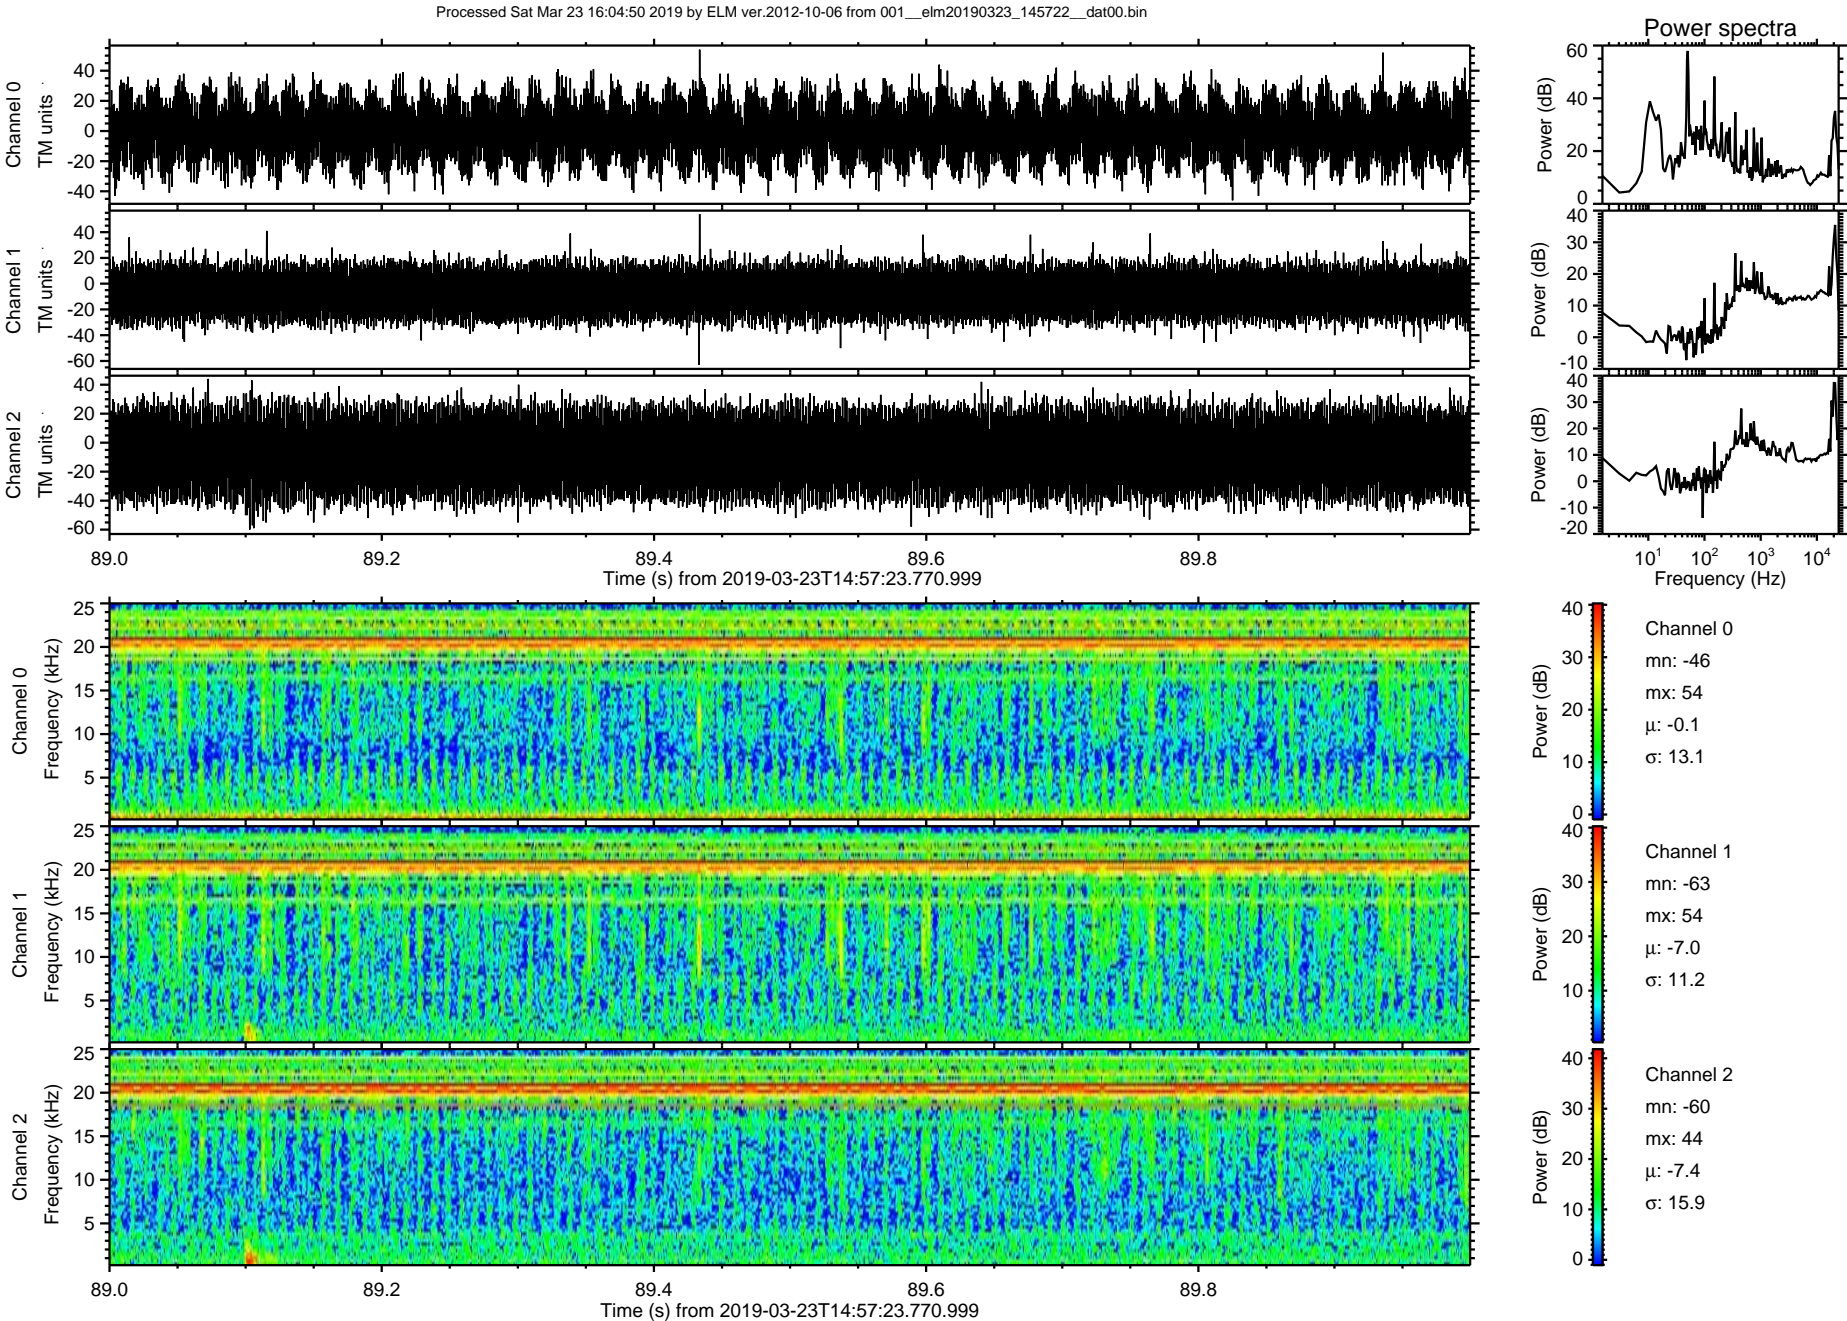 Processed Sat Mar 23 16:04:50 2019 by ELM ver.2012-10-06 from 001__elm20190323_145722__dat00.bin
Power spectra
Channel 0
TM units
40
20
0
-20
-40
Power (dB)
60
40
20
0
Channel 1
TM units
40
20
0
-20
-40
-60
Power (dB)
40
30
20
10
0
-10
Channel 2
TM units
40
20
0
-20
-40
-60
Power (dB)
40
30
20
10
0
-10
-20
89.0 89.2 89.4 89.6 89.8
Time (s) from 2019-03-23T14:57:23.770.999
10¹ 10² 10³ 10⁴
Frequency (Hz)
Channel 0
Frequency (kHz)
25
20
15
10
5
Power (dB)
40
30
20
10
0
Channel 0
mn: -46
mx: 54
μ: -0.1
σ: 13.1
Channel 1
Frequency (kHz)
25
20
15
10
5
Power (dB)
40
30
20
10
Channel 1
mn: -63
mx: 54
μ: -7.0
σ: 11.2
Channel 2
Frequency (kHz)
25
20
15
10
5
Power (dB)
40
30
20
10
0
Channel 2
mn: -60
mx: 44
μ: -7.4
σ: 15.9
89.0 89.2 89.4 89.6 89.8
Time (s) from 2019-03-23T14:57:23.770.999